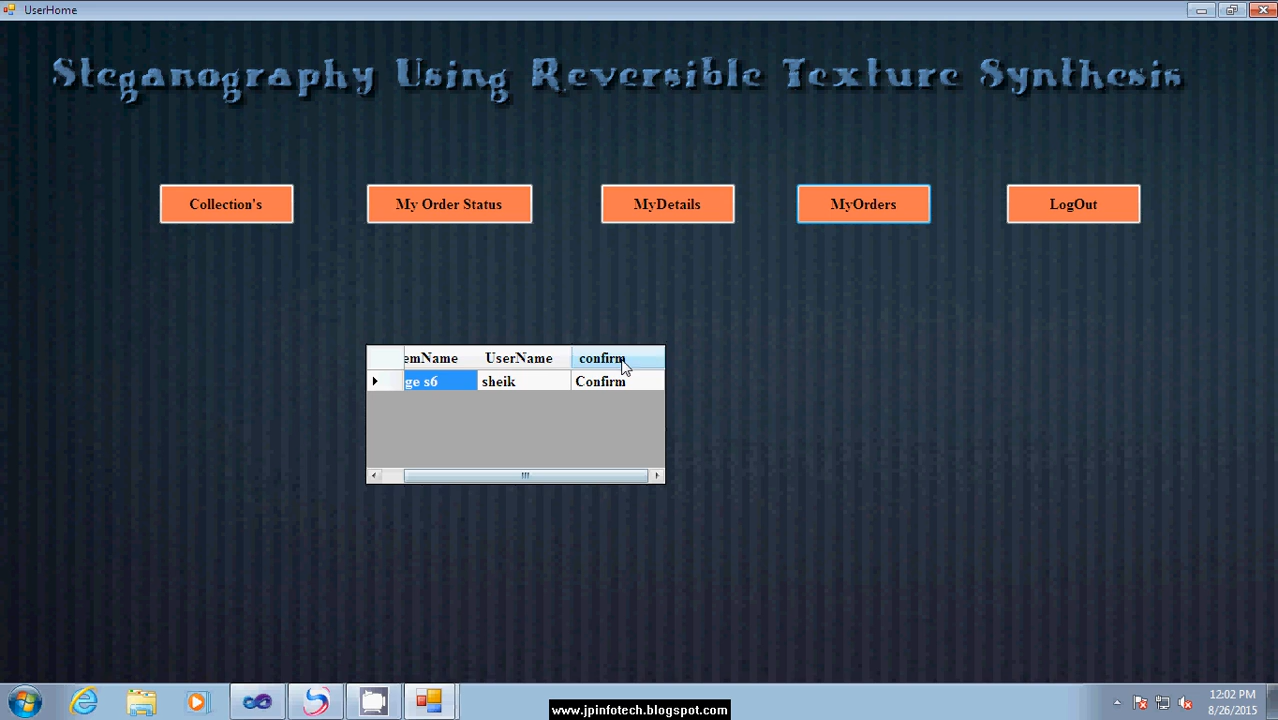 UserHome
Steganography Using Reversible Texture Synthesis
Collection's My Order Status MyDetails MyOrders LogOut
emName UserName confirm
ge s6 sheik Confirm
12:02 PM
8/26/2015
www.jpinfotech.blogspot.com